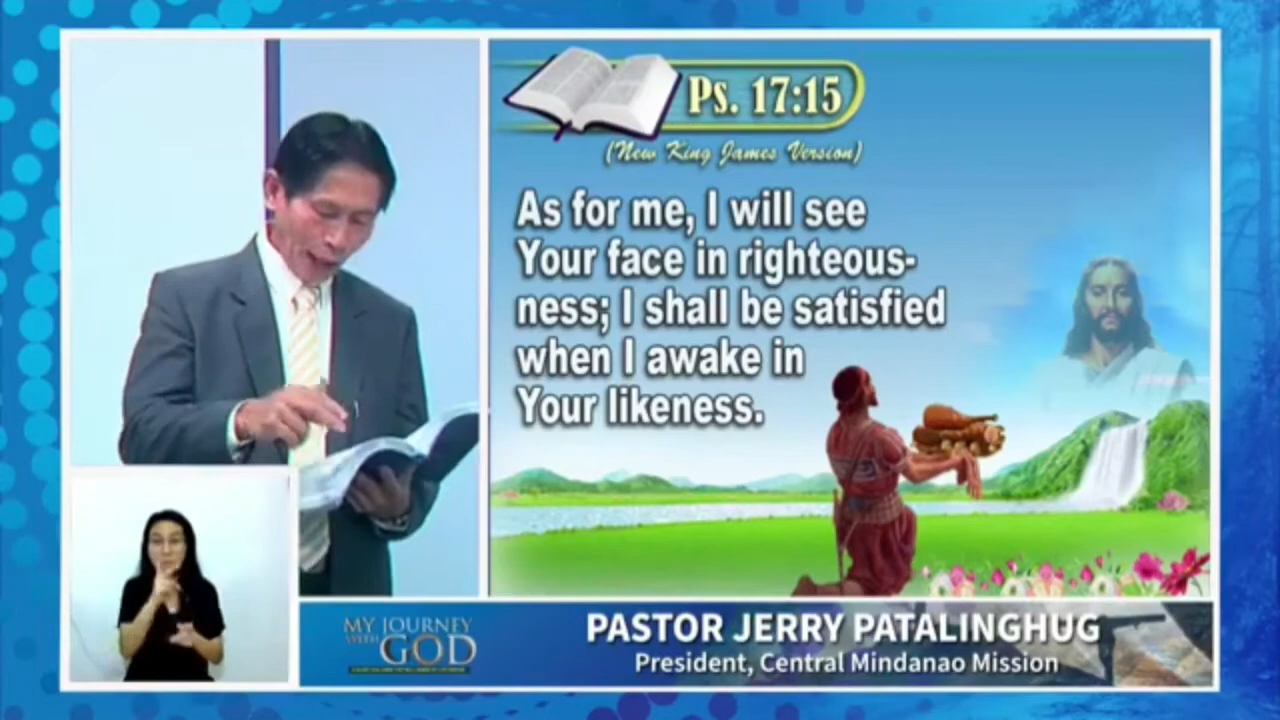 Ps. 17:15
(New King James Version)
As for me, I will see
Your face in righteous-
ness; I shall be satisfied
when I awake in
Your likeness.
MY JOURNEY
WITH GOD
PASTOR JERRY PATALINGHUG
President, Central Mindanao Mission